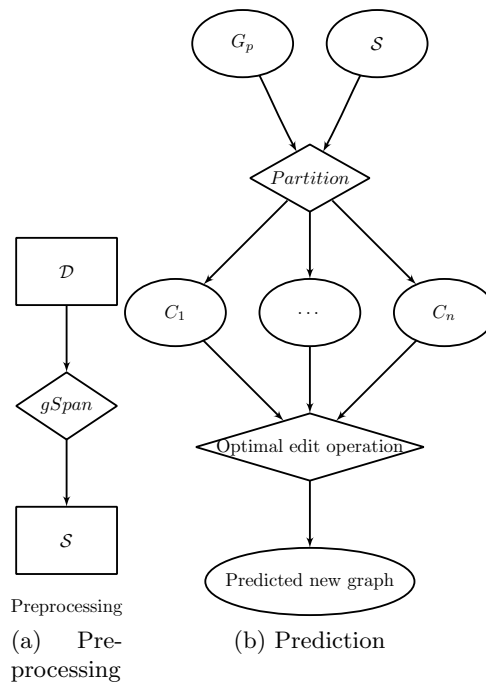 G_p
𝒮
Partition
𝒟
C_1
...
C_n
gSpan
Optimal edit operation
𝒮
Predicted new graph
Preprocessing
(a) Pre-
processing
(b) Prediction